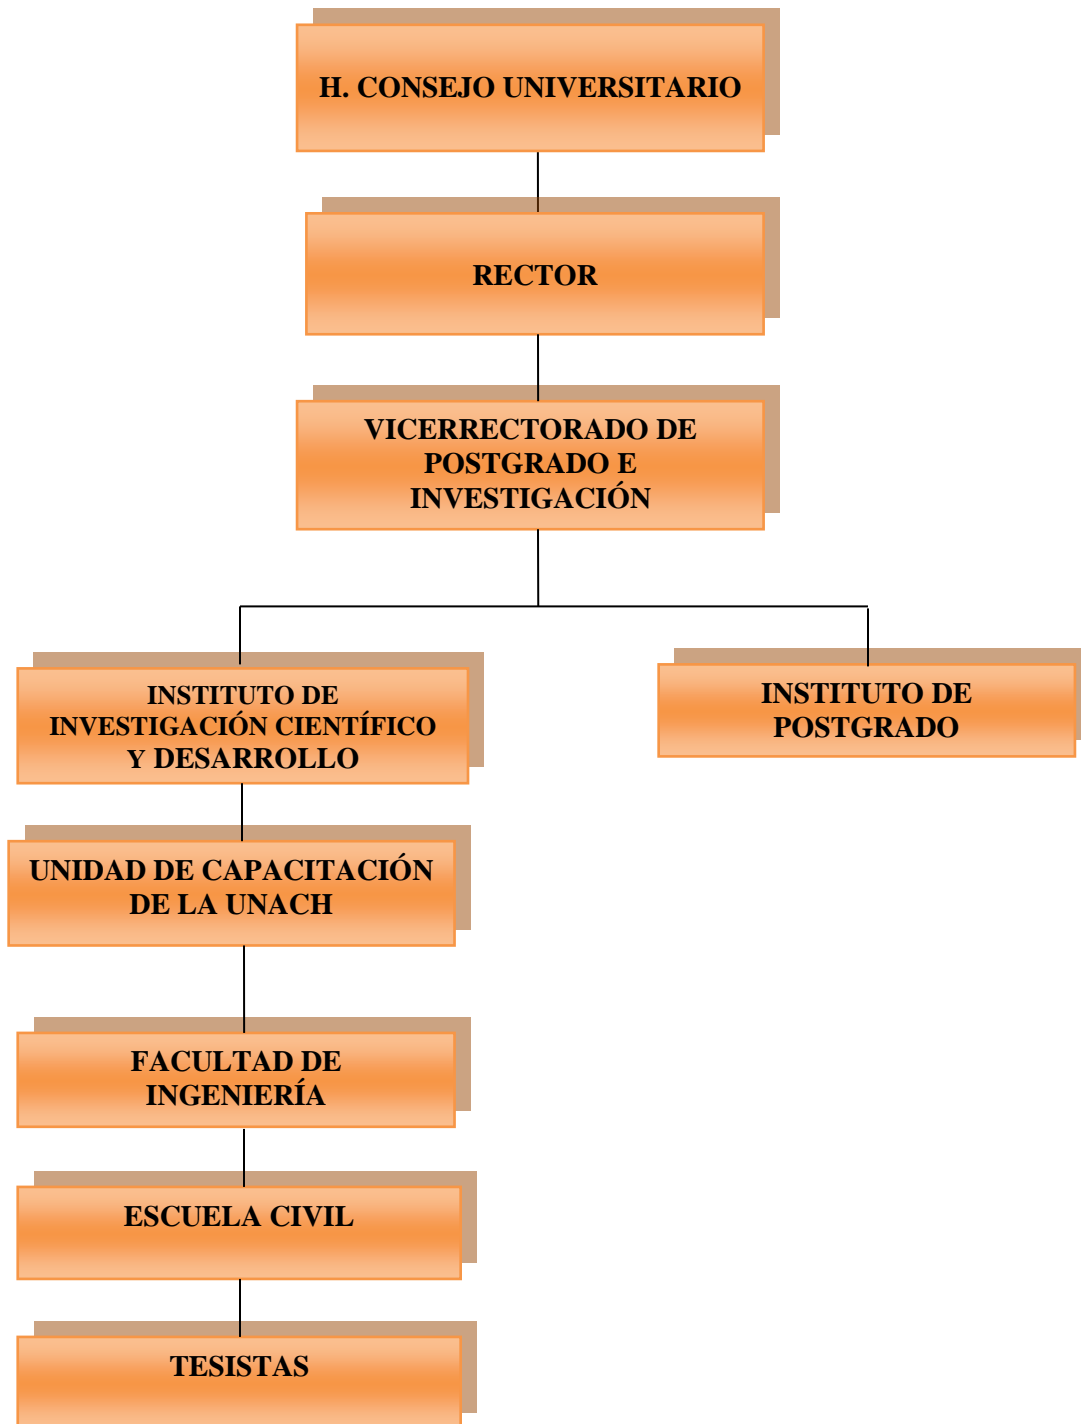 H. CONSEJO UNIVERSITARIO
RECTOR
VICERRECTORADO DE
POSTGRADO E
INVESTIGACIÓN
INSTITUTO DE
INVESTIGACIÓN CIENTÍFICO
Y DESARROLLO
INSTITUTO DE
POSTGRADO
UNIDAD DE CAPACITACIÓN
DE LA UNACH
FACULTAD DE
INGENIERÍA
ESCUELA CIVIL
TESISTAS